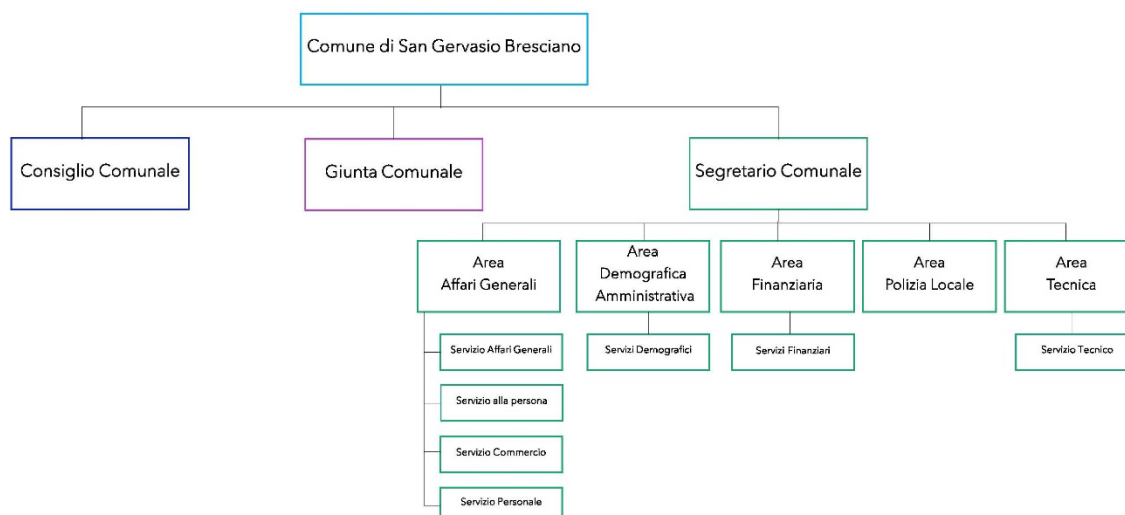 Comune di San Gervasio Bresciano
Consiglio Comunale
Giunta Comunale
Segretario Comunale
Area
Affari Generali
Area
Demografica
Amministrativa
Area
Finanziaria
Area
Polizia Locale
Area
Tecnica
Servizio Affari Generali
Servizi Demografici
Servizi Finanziari
Servizio Tecnico
Servizio alla persona
Servizio Commercio
Servizio Personale